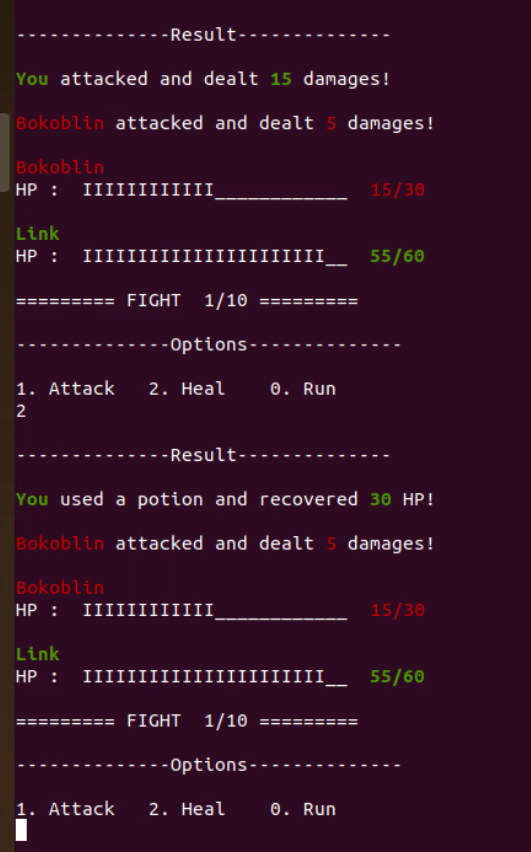 --------------Result--------------
You attacked and dealt 15 damages!
Bokoblin attacked and dealt 5 damages!
Bokoblin
HP :  IIIIIIIIIIII____________  15/30
Link
HP :  IIIIIIIIIIIIIIIIIIIIII__  55/60
========= FIGHT  1/10 =========
--------------Options--------------
1. Attack   2. Heal    0. Run
2
--------------Result--------------
You used a potion and recovered 30 HP!
Bokoblin attacked and dealt 5 damages!
Bokoblin
HP :  IIIIIIIIIIII____________  15/30
Link
HP :  IIIIIIIIIIIIIIIIIIIIII__  55/60
========= FIGHT  1/10 =========
--------------Options--------------
1. Attack   2. Heal    0. Run